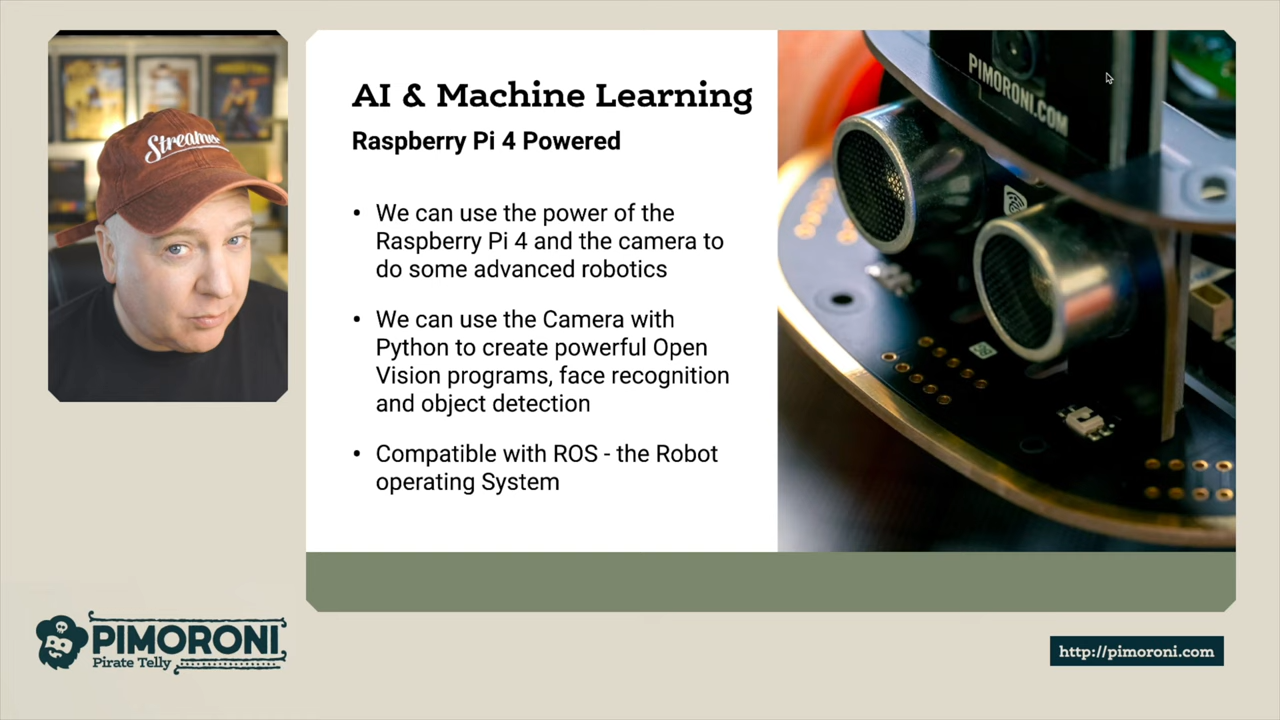 Streamer
AI & Machine Learning
Raspberry Pi 4 Powered
• We can use the power of the
Raspberry Pi 4 and the camera to
do some advanced robotics
• We can use the Camera with
Python to create powerful Open
Vision programs, face recognition
and object detection
• Compatible with ROS - the Robot
operating System
PIMORONI.COM
PIMORONI
Pirate Telly
http://pimoroni.com